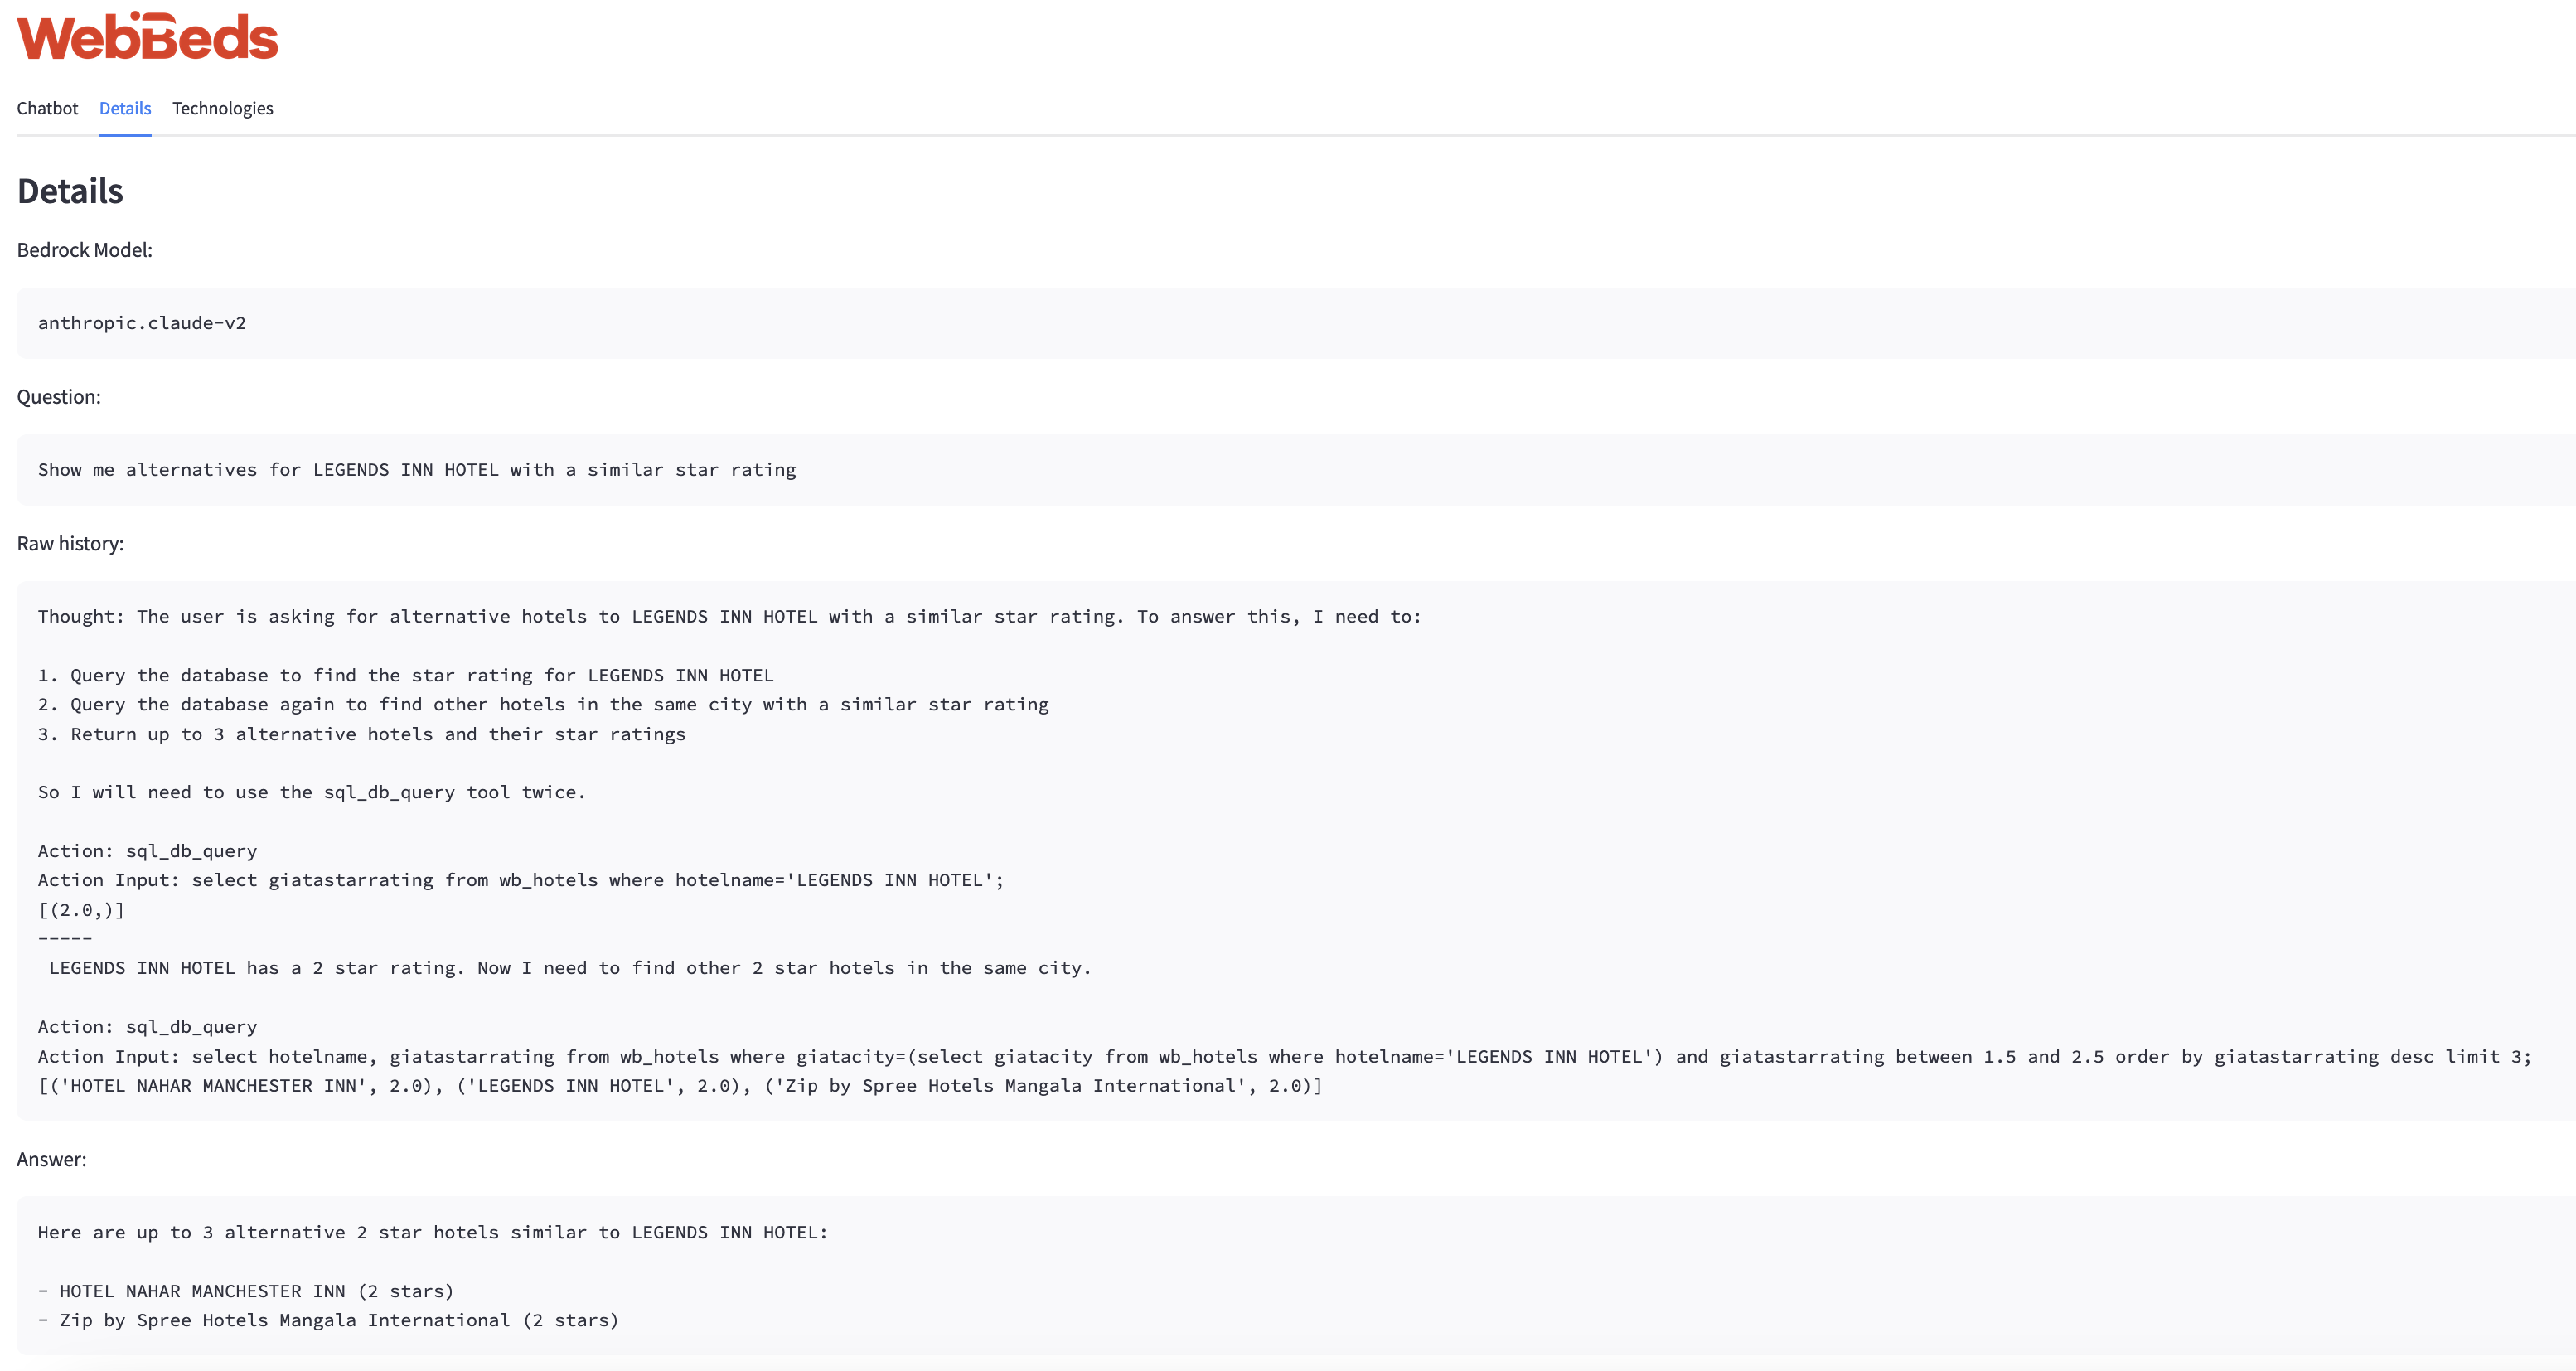 WebBeds
Chatbot Details Technologies
Details
Bedrock Model:
anthropic.claude-v2
Question:
Show me alternatives for LEGENDS INN HOTEL with a similar star rating
Raw history:
Thought: The user is asking for alternative hotels to LEGENDS INN HOTEL with a similar star rating. To answer this, I need to:
1. Query the database to find the star rating for LEGENDS INN HOTEL
2. Query the database again to find other hotels in the same city with a similar star rating
3. Return up to 3 alternative hotels and their star ratings
So I will need to use the sql_db_query tool twice.
Action: sql_db_query
Action Input: select giatastarrating from wb_hotels where hotelname='LEGENDS INN HOTEL';
[(2.0,)]
-----
LEGENDS INN HOTEL has a 2 star rating. Now I need to find other 2 star hotels in the same city.
Action: sql_db_query
Action Input: select hotelname, giatastarrating from wb_hotels where giatacity=(select giatacity from wb_hotels where hotelname='LEGENDS INN HOTEL') and giatastarrating between 1.5 and 2.5 order by giatastarrating desc limit 3;
[('HOTEL NAHAR MANCHESTER INN', 2.0), ('LEGENDS INN HOTEL', 2.0), ('Zip by Spree Hotels Mangala International', 2.0)]
Answer:
Here are up to 3 alternative 2 star hotels similar to LEGENDS INN HOTEL:
- HOTEL NAHAR MANCHESTER INN (2 stars)
- Zip by Spree Hotels Mangala International (2 stars)